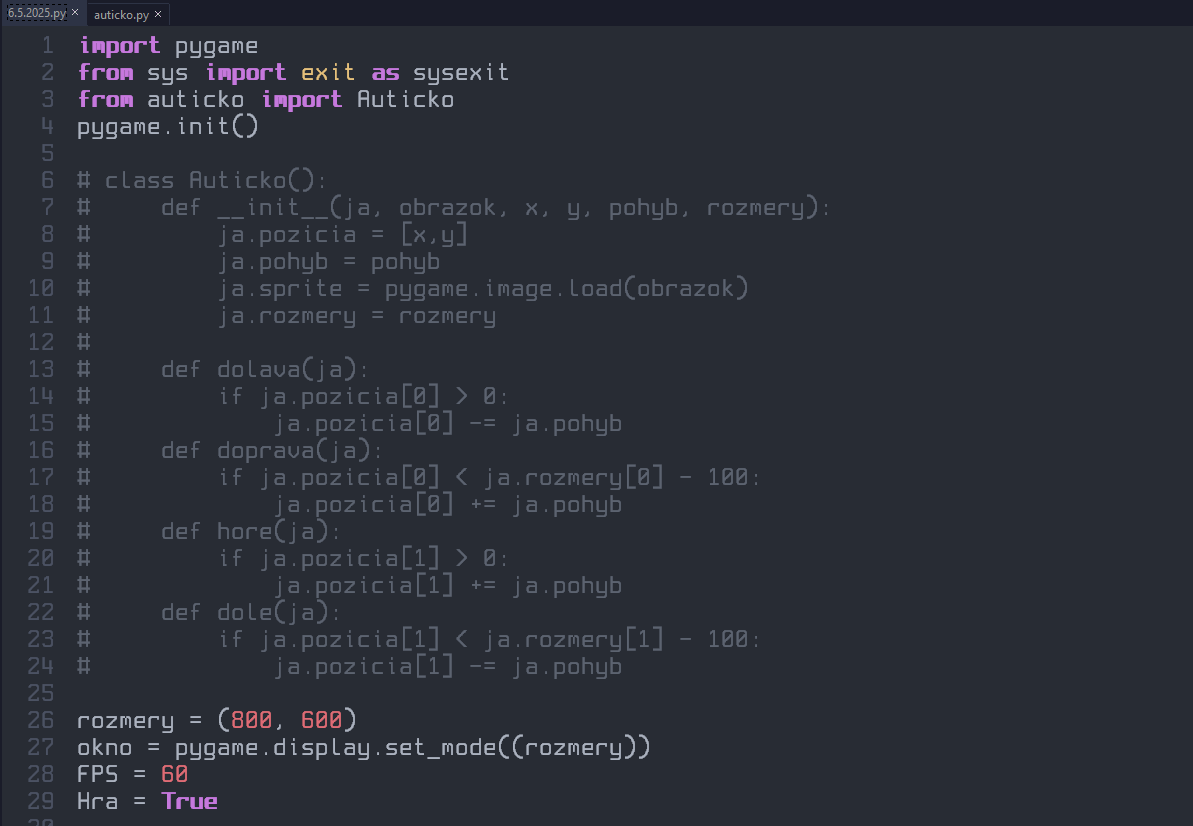 6.5.2025.py × auticko.py ×
1 import pygame
2 from sys import exit as sysexit
3 from auticko import Auticko
4 pygame.init()
5
6 # class Auticko():
7 #     def __init__(ja, obrazok, x, y, pohyb, rozmery):
8 #         ja.pozicia = [x,y]
9 #         ja.pohyb = pohyb
10 #         ja.sprite = pygame.image.load(obrazok)
11 #         ja.rozmery = rozmery
12 #
13 #     def dolava(ja):
14 #         if ja.pozicia[0] > 0:
15 #             ja.pozicia[0] -= ja.pohyb
16 #     def doprava(ja):
17 #         if ja.pozicia[0] < ja.rozmery[0] - 100:
18 #             ja.pozicia[0] += ja.pohyb
19 #     def hore(ja):
20 #         if ja.pozicia[1] > 0:
21 #             ja.pozicia[1] += ja.pohyb
22 #     def dole(ja):
23 #         if ja.pozicia[1] < ja.rozmery[1] - 100:
24 #             ja.pozicia[1] -= ja.pohyb
25
26 rozmery = (800, 600)
27 okno = pygame.display.set_mode((rozmery))
28 FPS = 60
29 Hra = True